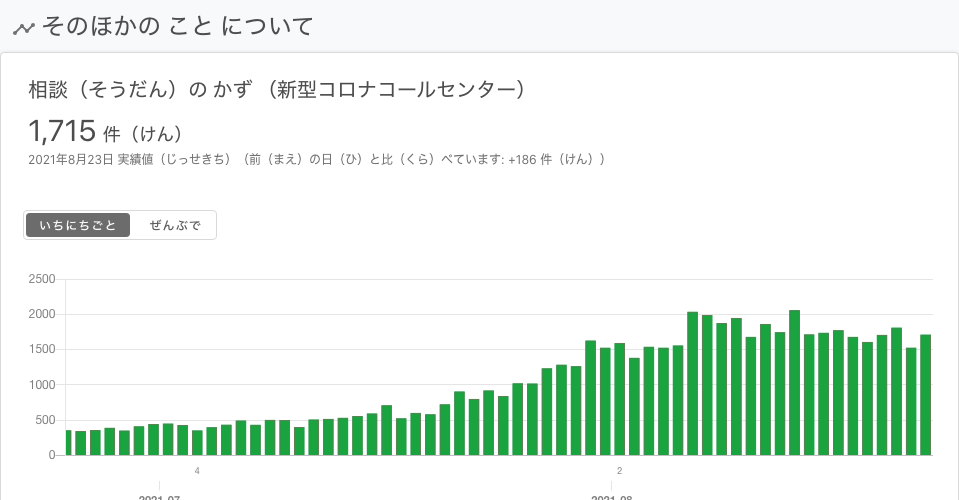 そのほかの こと について
相談（そうだん）の かず （新型コロナコールセンター）
1,715 件（けん）
2021年8月23日 実績値（じっせきち）（前（まえ）の日（ひ）と比（くら）べています: +186 件（けん））
いちにちごと ぜんぶで
2500
2000
1500
1000
500
0
4 2
2021-07 2021-08